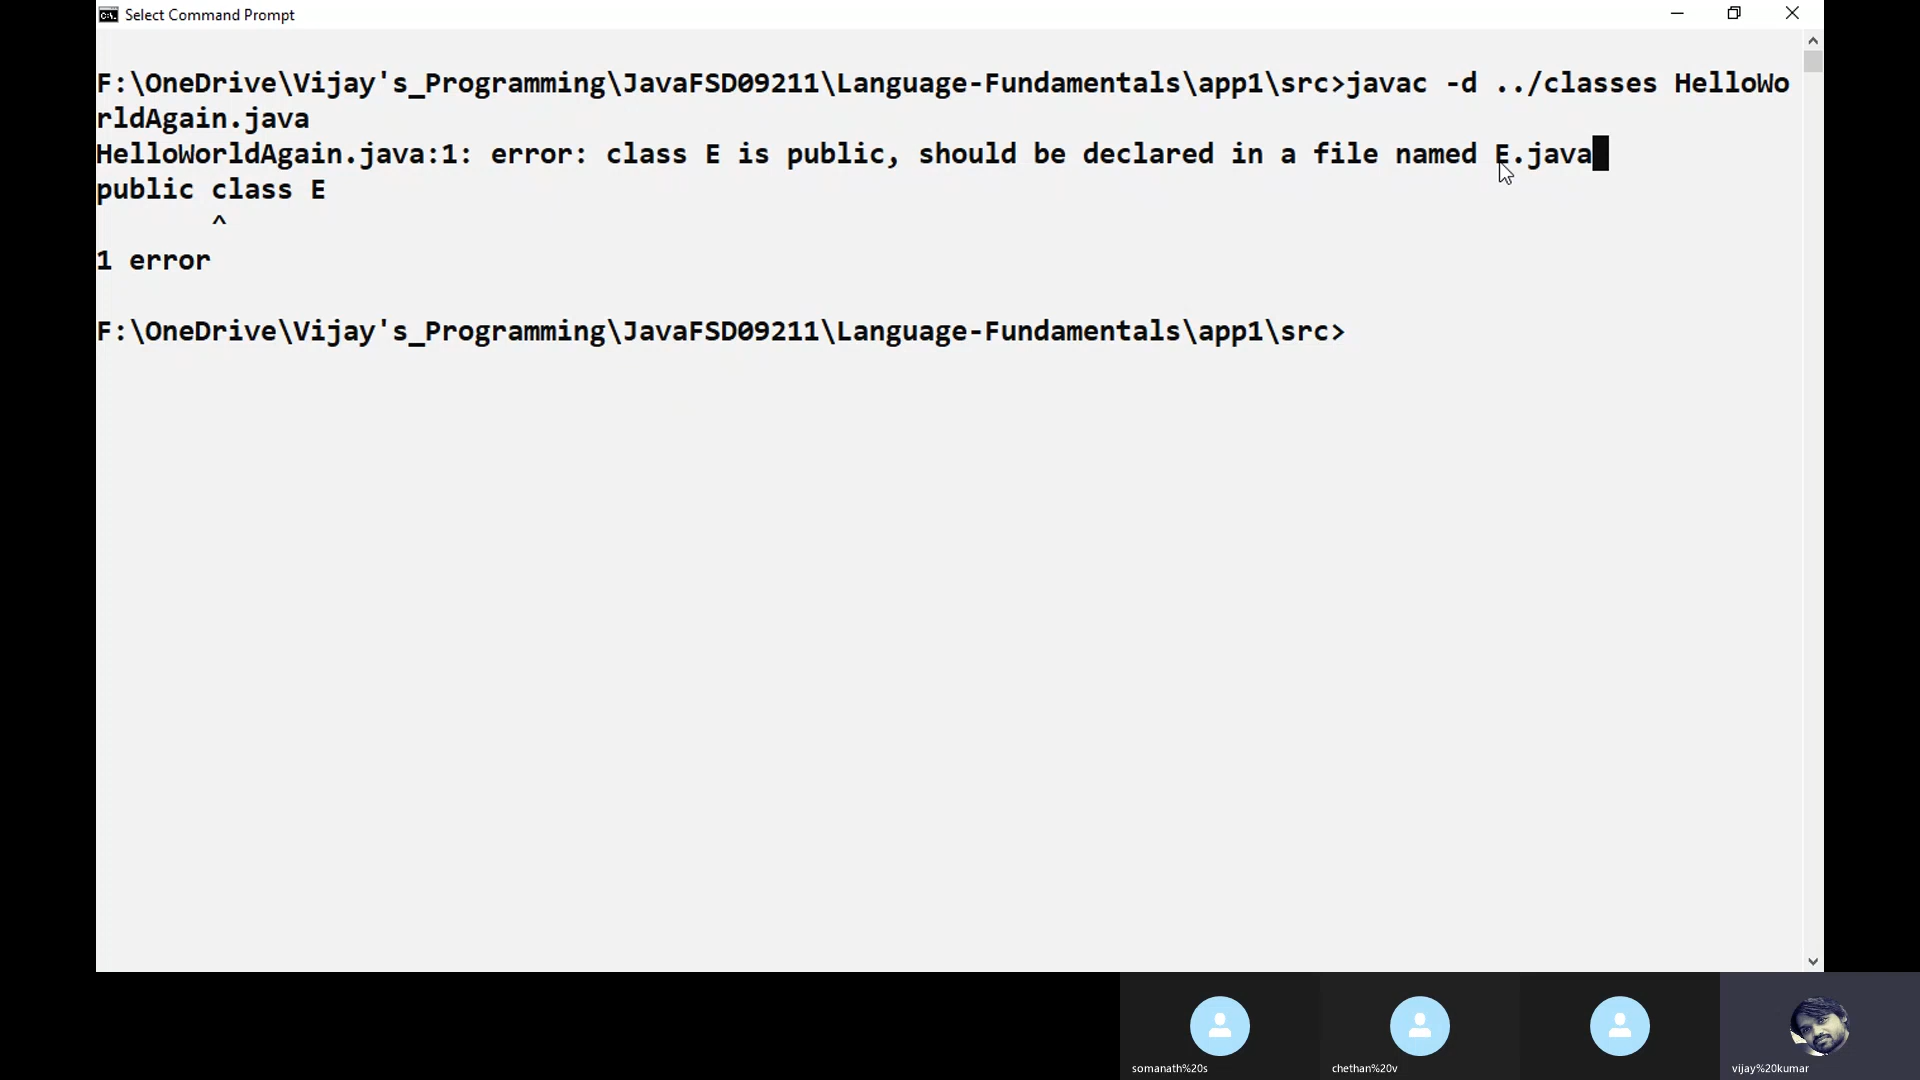 Select Command Prompt
F:\OneDrive\Vijay's_Programming\JavaFSD09211\Language-Fundamentals\app1\src>javac -d ../classes HelloWo
rldAgain.java
HelloWorldAgain.java:1: error: class E is public, should be declared in a file named E.java
public class E
       ^
1 error
F:\OneDrive\Vijay's_Programming\JavaFSD09211\Language-Fundamentals\app1\src>
somanath%20s
chethan%20v
vijay%20kumar